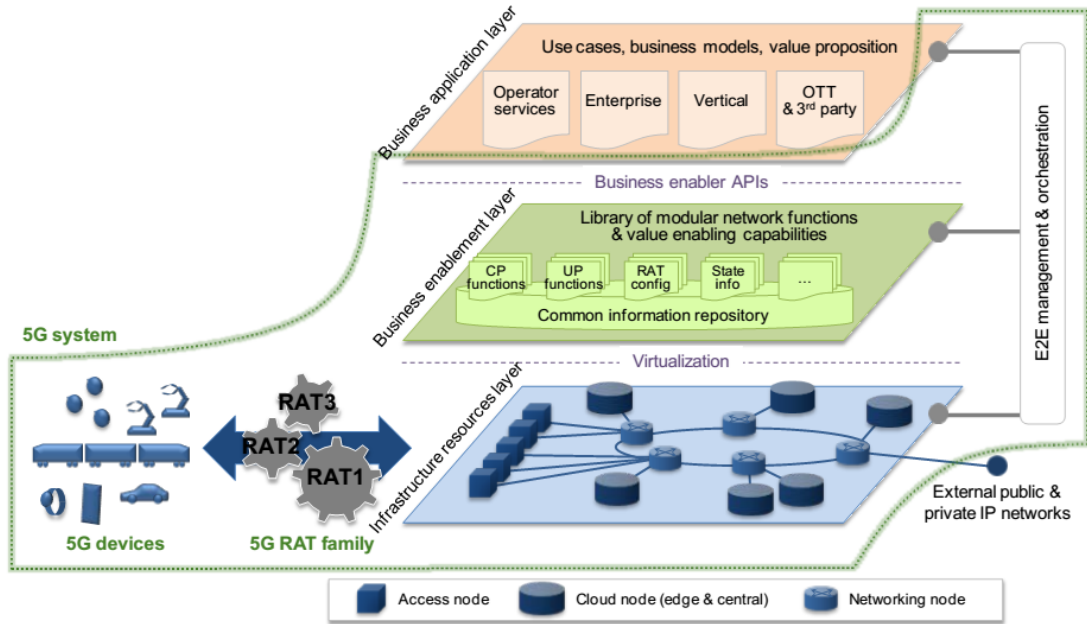 Business application layer
Use cases, business models, value proposition
Operator
services
Enterprise
Vertical
OTT
& 3rd party
Business enabler APIs
Business enablement layer
Library of modular network functions
& value enabling capabilities
CP
functions
UP
functions
RAT
config
State
info
...
Common information repository
E2E management & orchestration
5G system
Virtualization
Infrastructure resources layer
RAT3
RAT2
RAT1
5G devices
5G RAT family
External public &
private IP networks
Access node
Cloud node (edge & central)
Networking node